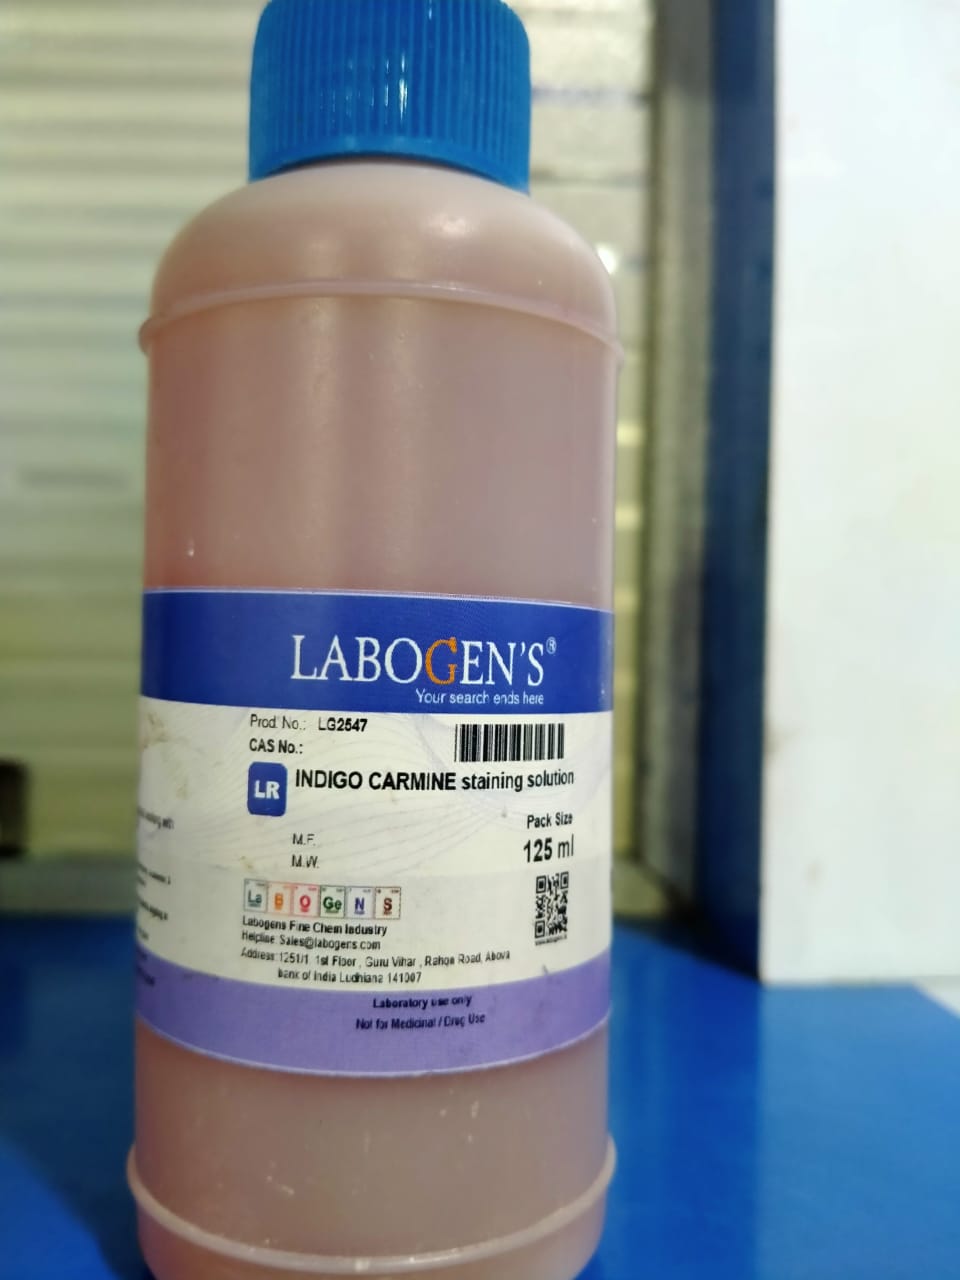 LABOGEN'S®
Your search ends here
Prod. No.: LG2547
CAS No.:
LR
INDIGO CARMINE staining solution
Pack Size
125 ml
M.F.
M.W.
La B O Ge N S
Labogens Fine Chem Industry
Helpline: Sales@labogens.com
Address: 1251/1, 1st Floor , Guru Vihar , Rahon Road, Above
bank of India Ludhiana 141007
Laboratory use only
Not for Medicinal / Drug Use